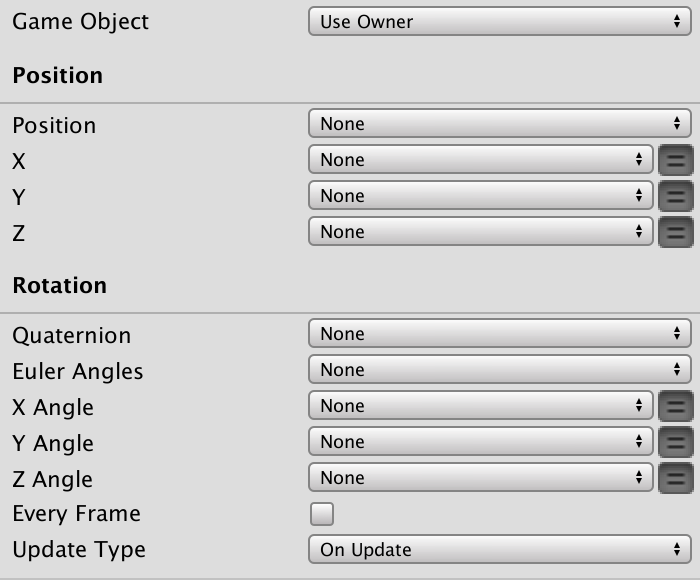 Game Object Use Owner
Position
Position None
X None
Y None
Z None
Rotation
Quaternion None
Euler Angles None
X Angle None
Y Angle None
Z Angle None
Every Frame
Update Type On Update